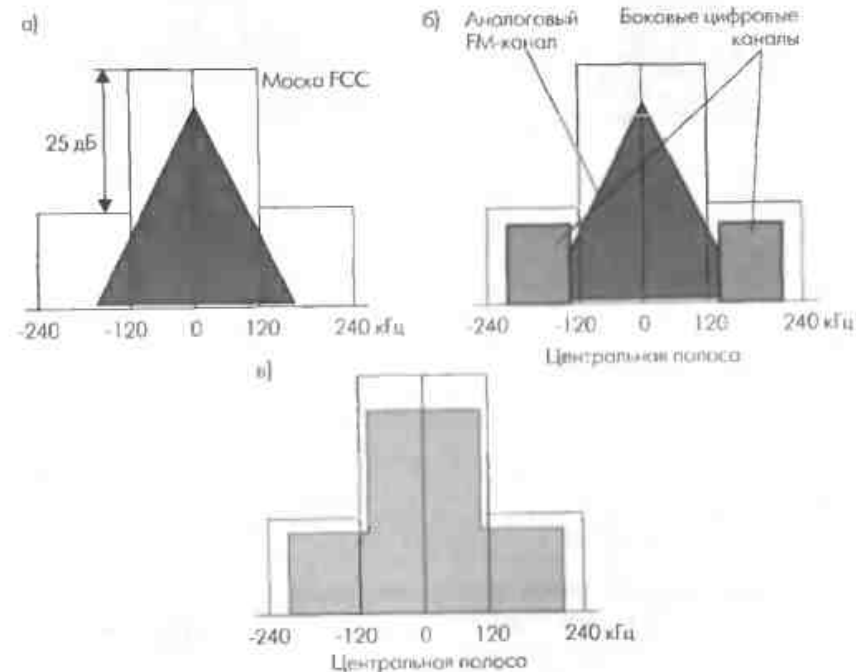 а)
Маска FCC
25 дБ
-240 -120 0 120 240 кГц
б) Аналоговый FM-канал
Боковые цифровые каналы
-240 -120 0 120 240 кГц
Центральная полоса
в)
-240 -120 0 120 240 кГц
Центральная полоса